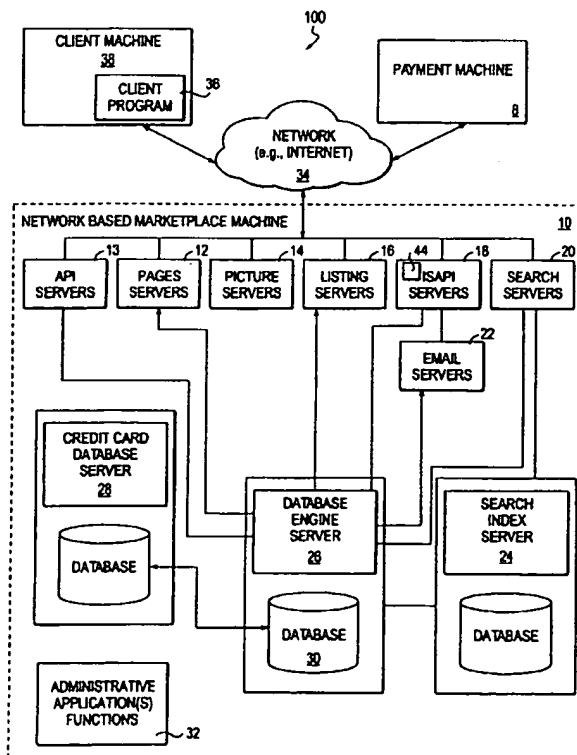 100
CLIENT MACHINE
38
CLIENT
PROGRAM
36
PAYMENT MACHINE
8
NETWORK
(e.g., INTERNET)
34
NETWORK BASED MARKETPLACE MACHINE
10
13
12
14
16
44
18
20
API
SERVERS
PAGES
SERVERS
PICTURE
SERVERS
LISTING
SERVERS
ISAPI
SERVERS
SEARCH
SERVERS
22
EMAIL
SERVERS
CREDIT CARD
DATABASE
SERVER
28
DATABASE
DATABASE
ENGINE
SERVER
26
DATABASE
30
SEARCH
INDEX
SERVER
24
DATABASE
ADMINISTRATIVE
APPLICATION(S)
FUNCTIONS
32